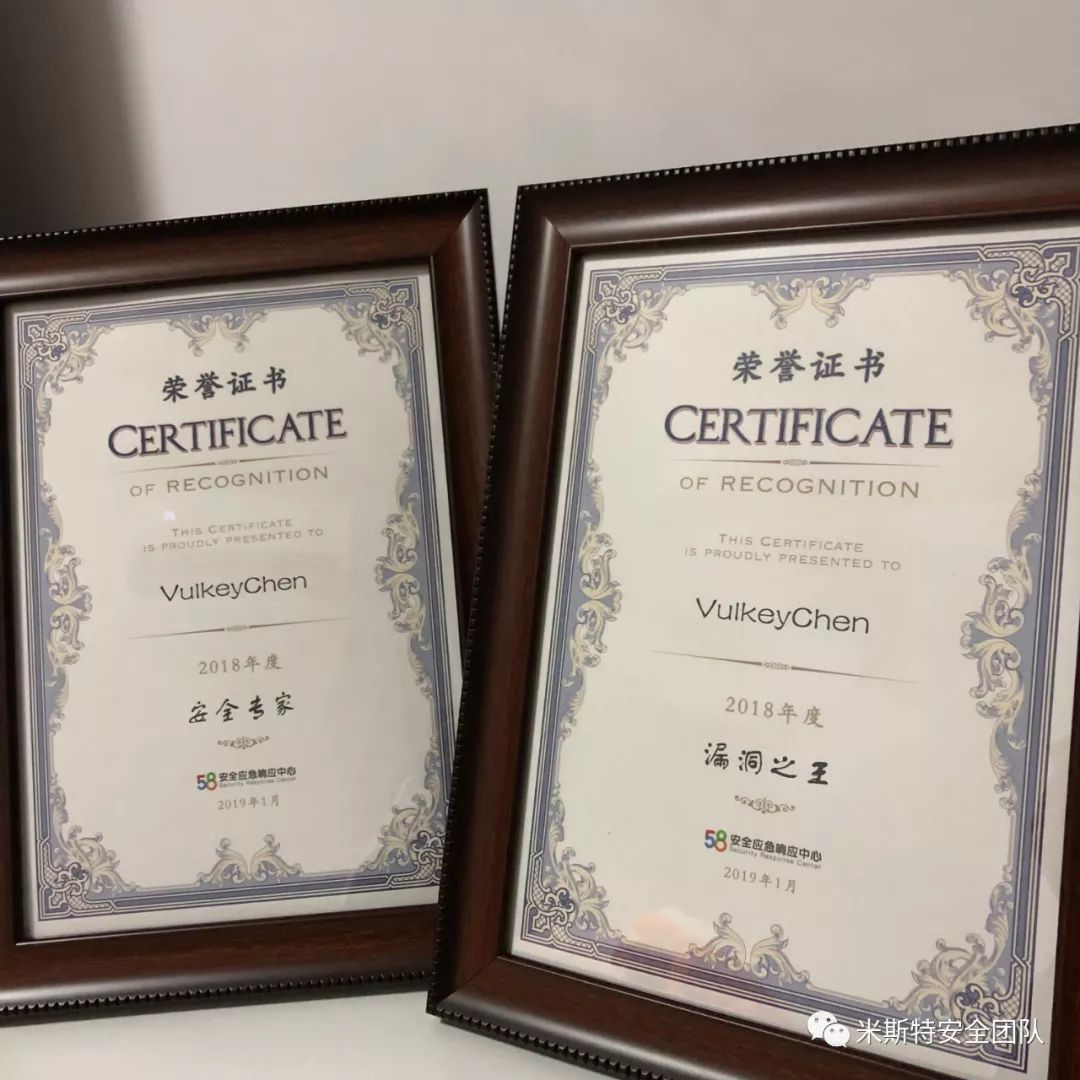 荣誉证书
CERTIFICATE
OF RECOGNITION
THIS CERTIFICATE
IS PROUDLY PRESENTED TO
VulkeyChen
2018年度
安全专家
58安全应急响应中心
Security Response Center
2019年1月
荣誉证书
CERTIFICATE
OF RECOGNITION
THIS CERTIFICATE
IS PROUDLY PRESENTED TO
VulkeyChen
2018年度
漏洞之王
58安全应急响应中心
Security Response Center
2019年1月
米斯特安全团队